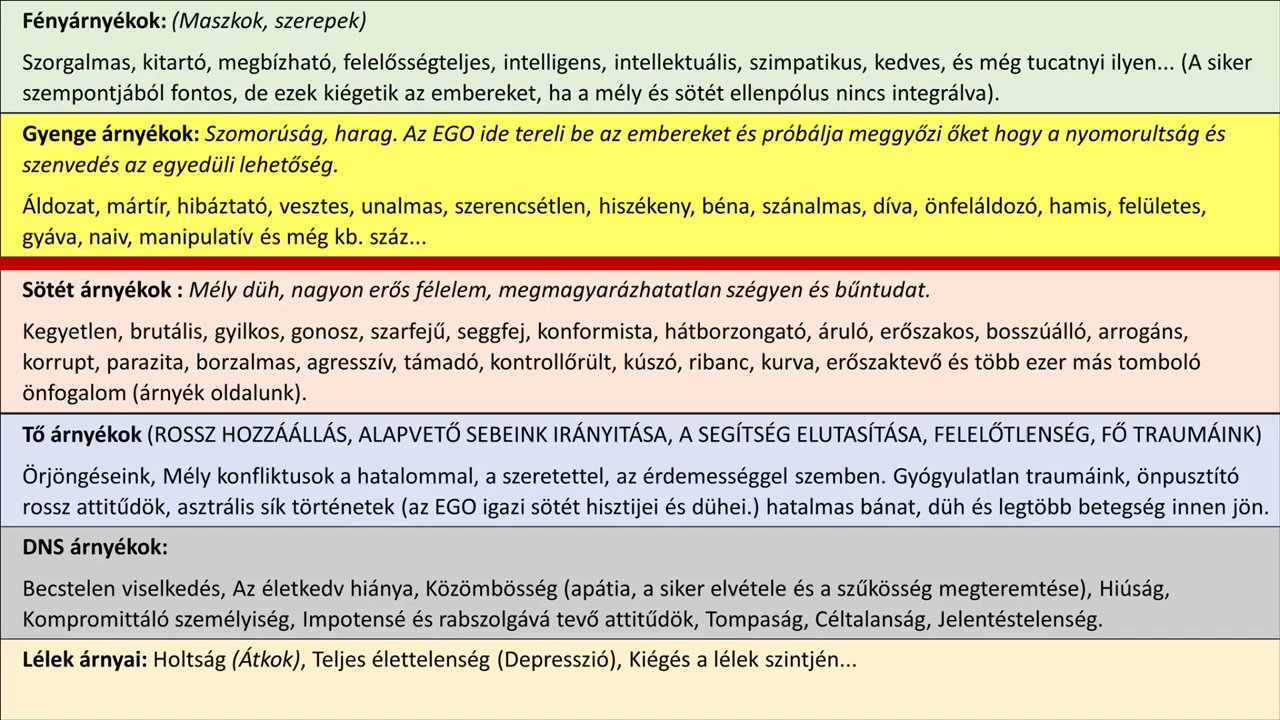 Fényárnyékok: (Maszkok, szerepek)
Szorgalmas, kitartó, megbízható, felelősségteljes, intelligens, intellektuális, szimpatikus, kedves, és még tucatnyi ilyen... (A siker
szempontjából fontos, de ezek kiégetik az embereket, ha a mély és sötét ellenpólus nincs integrálva).
Gyenge árnyékok: Szomorúság, harag. Az EGO ide tereli be az embereket és próbálja meggyőzi őket hogy a nyomorultság és
szenvedés az egyedüli lehetőség.
Áldozat, mártír, hibáztató, vesztes, unalmas, szerencsétlen, hiszékeny, béna, szánalmas, díva, önfeláldozó, hamis, felületes,
gyáva, naiv, manipulatív és még kb. száz...
Sötét árnyékok : Mély düh, nagyon erős félelem, megmagyarázhatatlan szégyen és bűntudat.
Kegyetlen, brutális, gyilkos, gonosz, szarfejű, seggfej, konformista, hátborzongató, áruló, erőszakos, bosszúálló, arrogáns,
korrupt, parazita, borzalmas, agresszív, támadó, kontrollőrült, kúszó, ribanc, kurva, erőszaktevő és több ezer más tomboló
önfogalom (árnyék oldalunk).
Tő árnyékok (ROSSZ HOZZÁÁLLÁS, ALAPVETŐ SEBEINK IRÁNYITÁSA, A SEGÍTSÉG ELUTASÍTÁSA, FELELŐTLENSÉG, FŐ TRAUMÁINK)
Örjöngéseink, Mély konfliktusok a hatalommal, a szeretettel, az érdemességgel szemben. Gyógyulatlan traumáink, önpusztító
rossz attitűdök, asztrális sík történetek (az EGO igazi sötét hisztijei és dühei.) hatalmas bánat, düh és legtöbb betegség innen jön.
DNS árnyékok:
Becstelen viselkedés, Az életkedv hiánya, Közömbösség (apátia, a siker elvétele és a szűkösség megteremtése), Hiúság,
Kompromittáló személyiség, Impotensé és rabszolgává tevő attitűdök, Tompaság, Céltalanság, Jelentéstelenség.
Lélek árnyai: Holtság (Átkok), Teljes élettelenség (Depresszió), Kiégés a lélek szintjén...